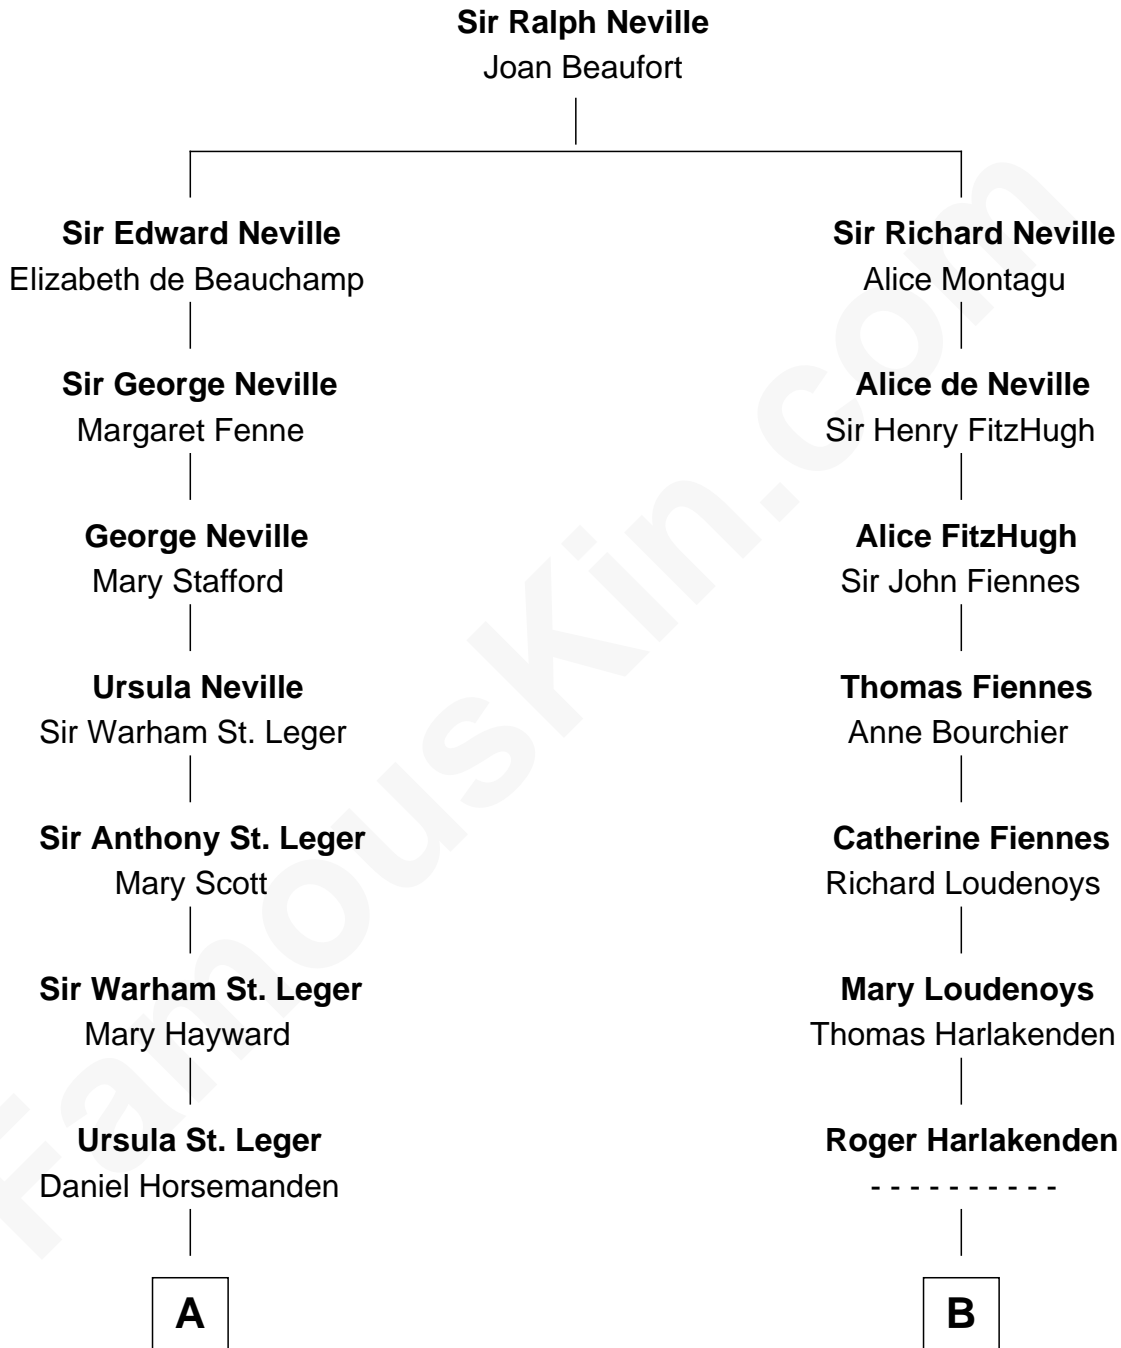 Sir Ralph Neville
Joan Beaufort
Sir Edward Neville
Elizabeth de Beauchamp
Sir Richard Neville
Alice Montagu
Sir George Neville
Margaret Fenne
Alice de Neville
Sir Henry FitzHugh
George Neville
Mary Stafford
Alice FitzHugh
Sir John Fiennes
Ursula Neville
Sir Warham St. Leger
Thomas Fiennes
Anne Bourchier
Sir Anthony St. Leger
Mary Scott
Catherine Fiennes
Richard Loudenoys
Sir Warham St. Leger
Mary Hayward
Mary Loudenoys
Thomas Harlakenden
Ursula St. Leger
Daniel Horsemanden
Roger Harlakenden
- - - - - - - - - -
A
B
FamousKin.com